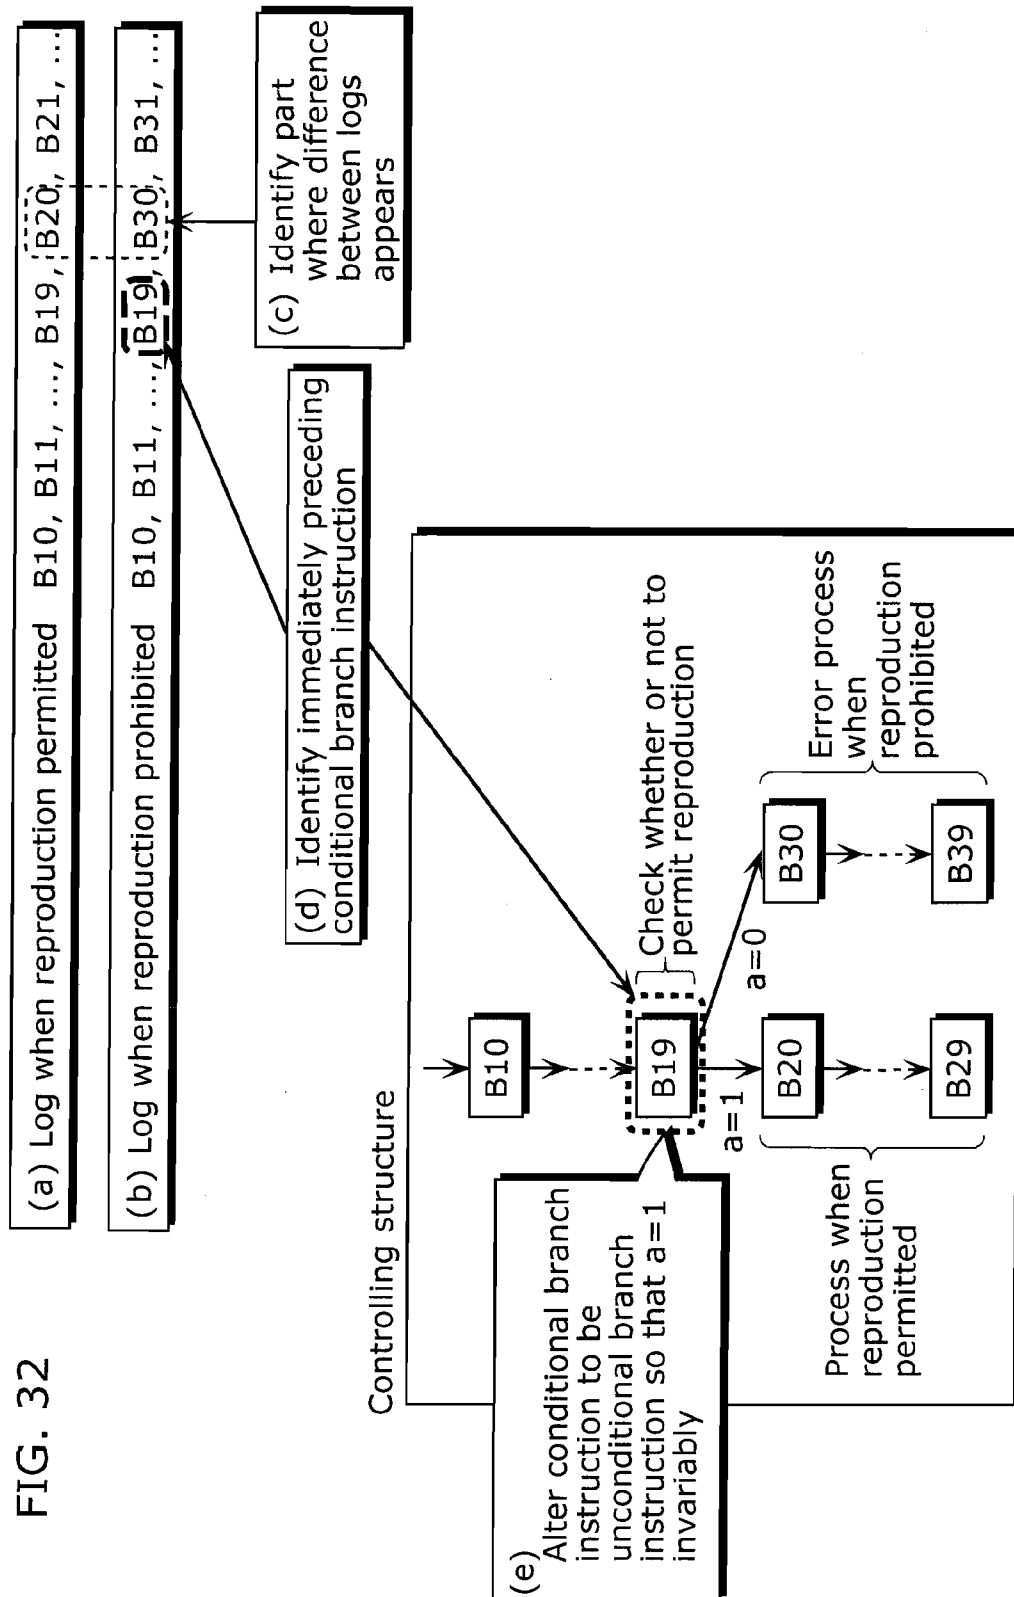 FIG. 32
(a) Log when reproduction permitted B10, B11, ..., B19, B20, B21, ...
(b) Log when reproduction prohibited B10, B11, ..., B19, B30, B31, ...
(c) Identify part
where difference
between logs
appears
(d) Identify immediately preceding
conditional branch instruction
Controlling structure
B10
B19
Check whether or not to
permit reproduction
a=1
a=0
B20
B30
B29
B39
Process when
reproduction
permitted
Error process
when
reproduction
prohibited
(e)
Alter conditional branch
instruction to be
unconditional branch
instruction so that a=1
invariably